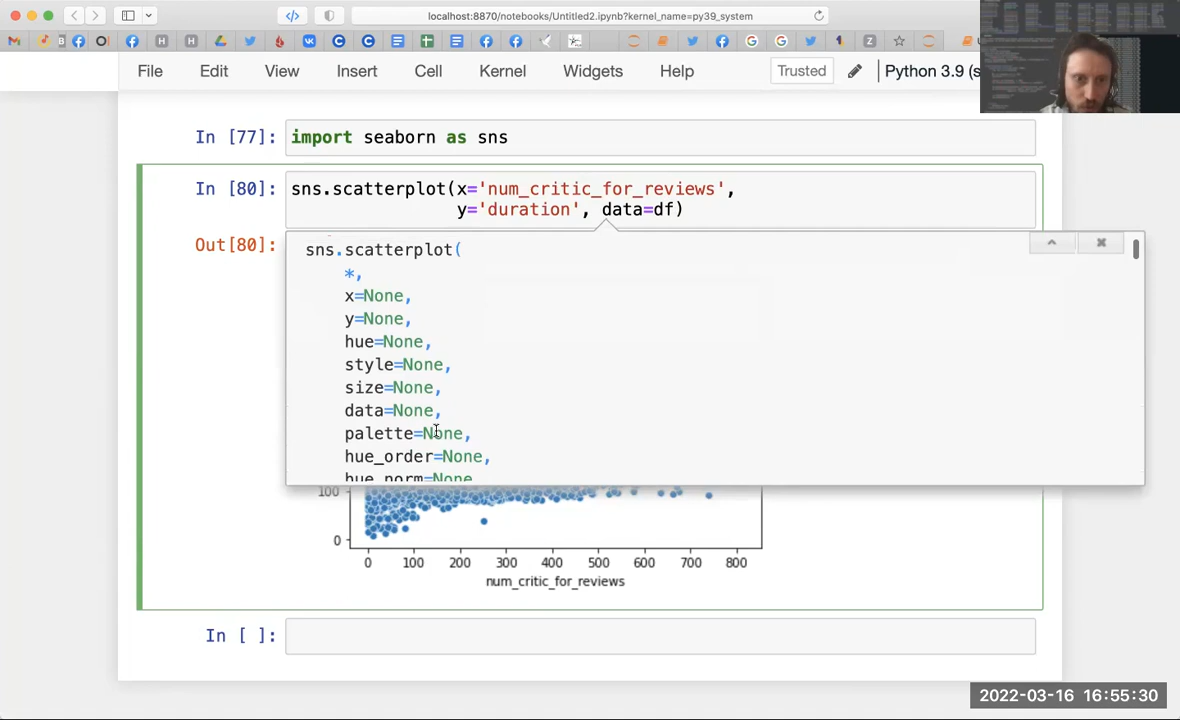 localhost:8870/notebooks/Untitled2.ipynb?kernel_name=py39_system
File Edit View Insert Cell Kernel Widgets Help Trusted Python 3.9 (s
In [77]: import seaborn as sns
In [80]: sns.scatterplot(x='num_critic_for_reviews',
y='duration', data=df)
Out[80]:
sns.scatterplot(
*,
x=None,
y=None,
hue=None,
style=None,
size=None,
data=None,
palette=None,
hue_order=None,
hue_norm=None
100
0
0 100 200 300 400 500 600 700 800
num_critic_for_reviews
In [ ]:
2022-03-16 16:55:30